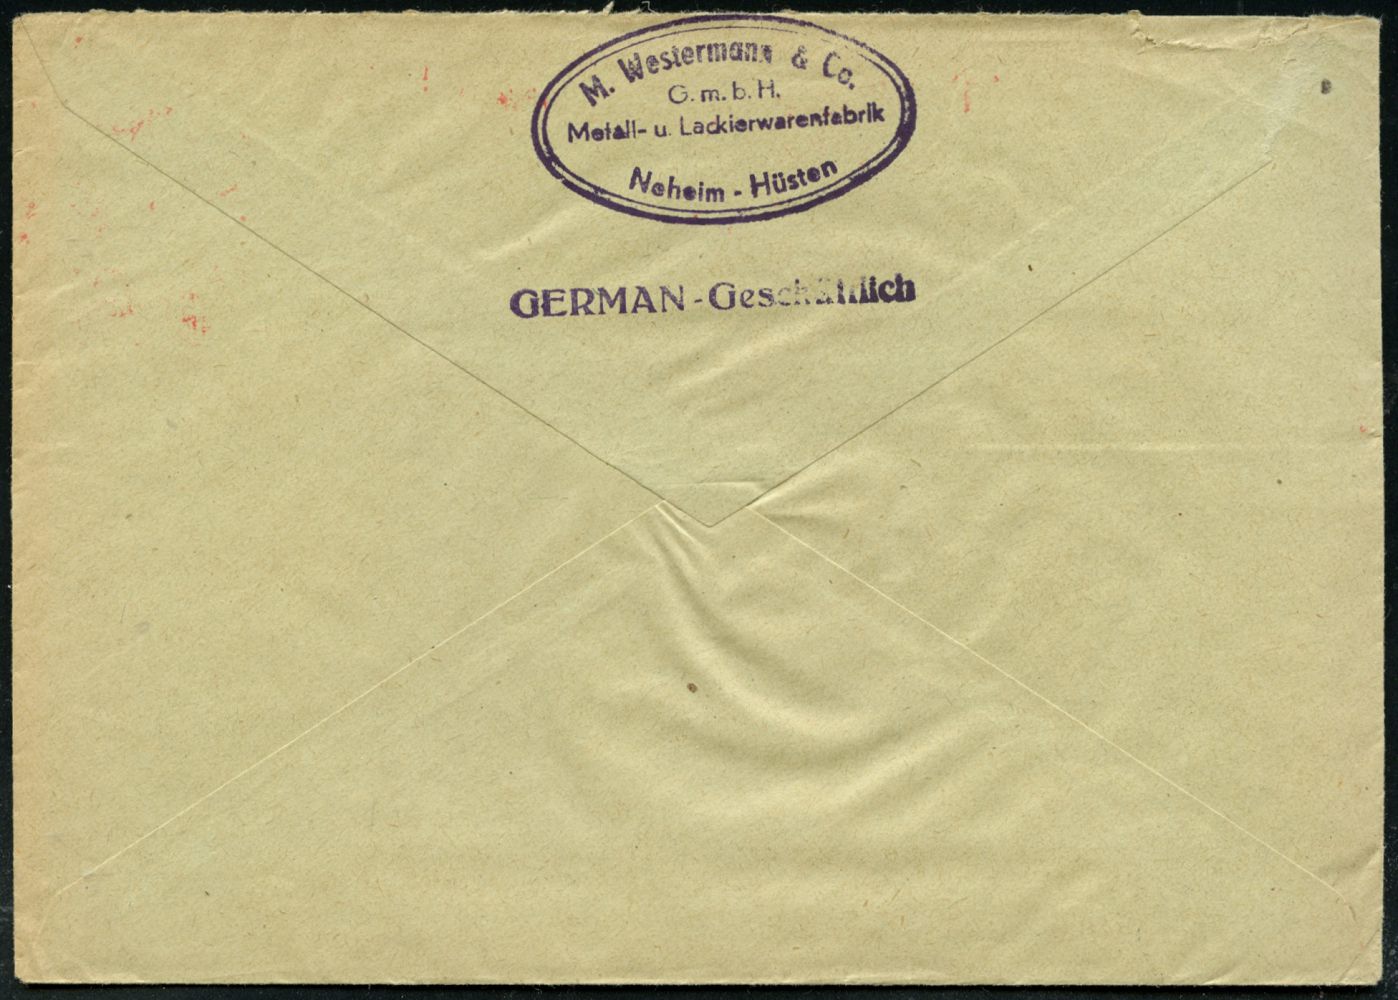 M. Westermann & Co.
G. m. b. H.
Metall- u. Lackierwarenfabrik
Neheim - Hüsten
GERMAN - Geschäftlich